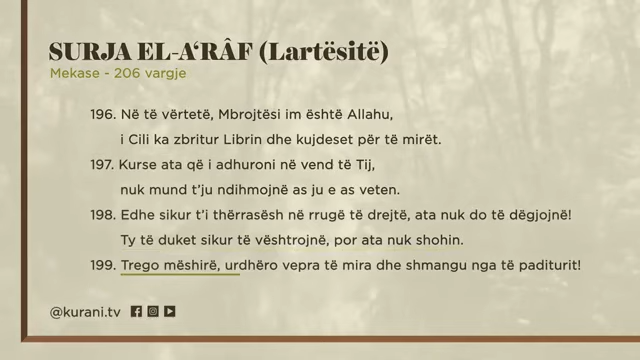 SURJA EL-A‘RÂF (Lartësitë)
Mekase - 206 vargje
196. Në të vërtetë, Mbrojtësi im është Allahu,
i Cili ka zbritur Librin dhe kujdeset për të mirët.
197. Kurse ata që i adhuroni në vend të Tij,
nuk mund t’ju ndihmojnë as ju e as veten.
198. Edhe sikur t’i thërrasësh në rrugë të drejtë, ata nuk do të dëgjojnë!
Ty të duket sikur të vështrojnë, por ata nuk shohin.
199. Trego mëshirë, urdhëro vepra të mira dhe shmangu nga të paditurit!
@kurani.tv